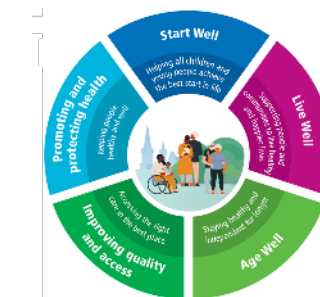 Start Well
Helping all children and
young people achieve
the best start in life
Live Well
Supporting people and
communities to live healthy
and happier lives
Age Well
Staying healthy and
independent for longer
Improving quality
and access
Accessing the right
care in the best place
Promoting and
protecting health
Keeping people
healthy and well